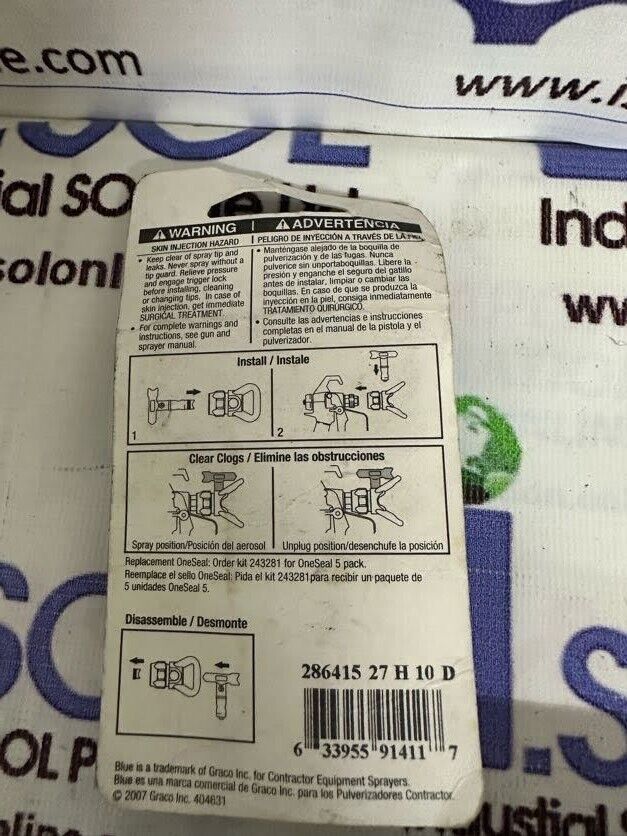 e.com
www.i
SOL
ial SO
Ind
solonl
ww
WARNING
SKIN INJECTION HAZARD
• Keep clear of spray tip and
leaks. Never spray without a
tip guard. Relieve pressure
and engage trigger lock
before installing, cleaning
or changing tips. In case of
skin injection, get immediate
SURGICAL TREATMENT.
• For complete warnings and
instructions, see gun and
sprayer manual.
ADVERTENCIA
PELIGRO DE INYECCIÓN A TRAVÉS DE LA PIEL
• Manténgase alejado de la boquilla de
pulverización y de las fugas. Nunca
pulverice sin unportaboquillas. Libere la
presión y enganche el seguro del gatillo
antes de instalar, limpiar o cambiar las
boquillas. En caso de que se produzca la
inyección en la piel, consiga inmediatamente
TRATAMIENTO QUIRÚRGICO.
• Consulte las advertencias e instrucciones
completas en el manual de la pistola y el
pulverizador.
Install / Instale
1
2
Clear Clogs / Elimine las obstrucciones
Spray position/Posición del aerosol
Unplug position/desenchufe la posición
Replacement OneSeal: Order kit 243281 for OneSeal 5 pack.
Reemplace el sello OneSeal: Pida el kit 243281para recibir un paquete de
5 unidades OneSeal 5.
Disassemble / Desmonte
286415 27 H 10 D
6 33955 91411 7
Blue is a trademark of Graco Inc. for Contractor Equipment Sprayers.
Blue es una marca comercial de Graco Inc. para los Pulverizadores Contractor.
© 2007 Graco Inc. 404631
SOL
.s
OL P
ustrial S